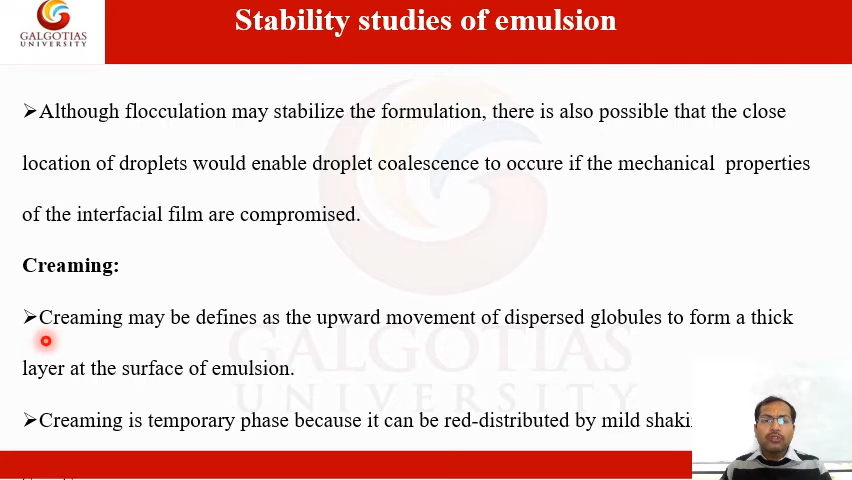 GALGOTIAS
UNIVERSITY
Stability studies of emulsion
➢Although flocculation may stabilize the formulation, there is also possible that the close
location of droplets would enable droplet coalescence to occure if the mechanical properties
of the interfacial film are compromised.
Creaming:
➢Creaming may be defines as the upward movement of dispersed globules to form a thick
layer at the surface of emulsion.
➢Creaming is temporary phase because it can be red-distributed by mild
GALGOTIAS
UNIVERSITY